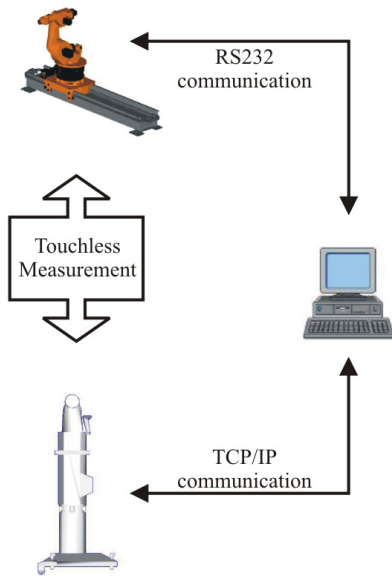 RS232
communication
Touchless
Measurement
TCP/IP
communication